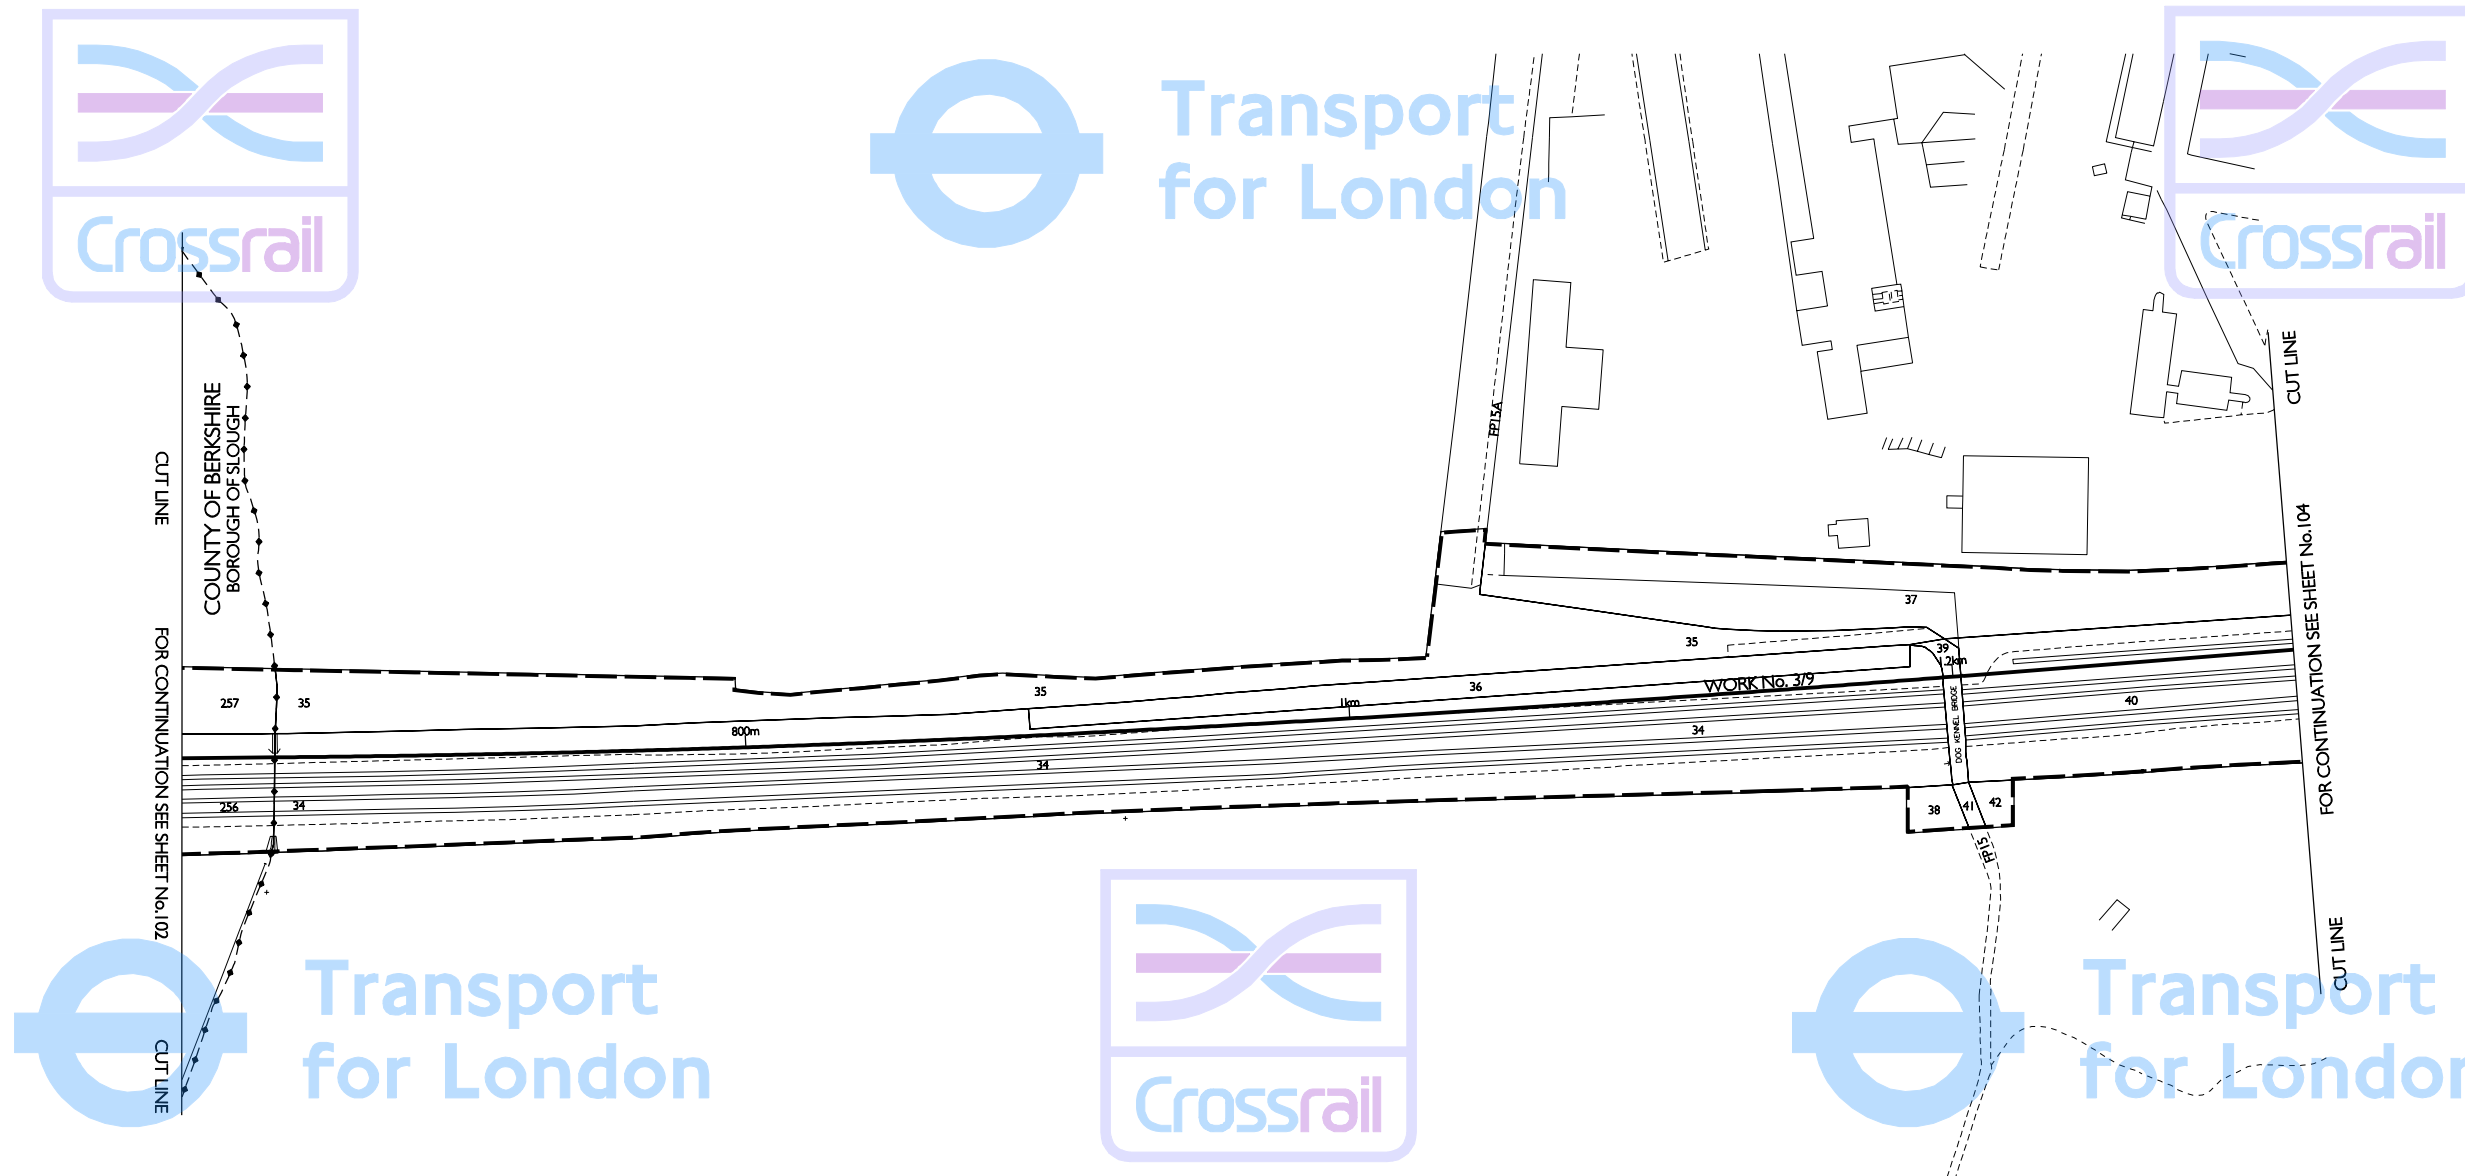 Crossrail
Transport
for London
Crossrail
COUNTY OF BERKSHIRE
BOROUGH OF SLOUGH
CUT LINE
FOR CONTINUATION SEE SHEET No.102
CUT LINE
FP15A
CUT LINE
FOR CONTINUATION SEE SHEET No.104
CUT LINE
37
35
39
1.2km
257
35
35
36
WORK No. 3/9
1km
40
800m
34
34
DOG KENNEL BRIDGE
256
34
38
41
42
FP15
Transport
for London
Crossrail
Transport
for London